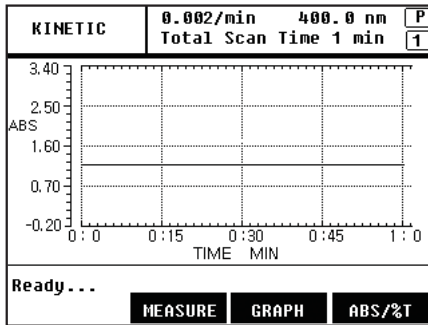 KINETIC
0.002/min 400.0 nm P
Total Scan Time 1 min 1
3.40
2.50
ABS
1.60
0.70
-0.20
0:0 0:15 0:30 0:45 1:0
TIME MIN
Ready...
MEASURE GRAPH ABS/%T